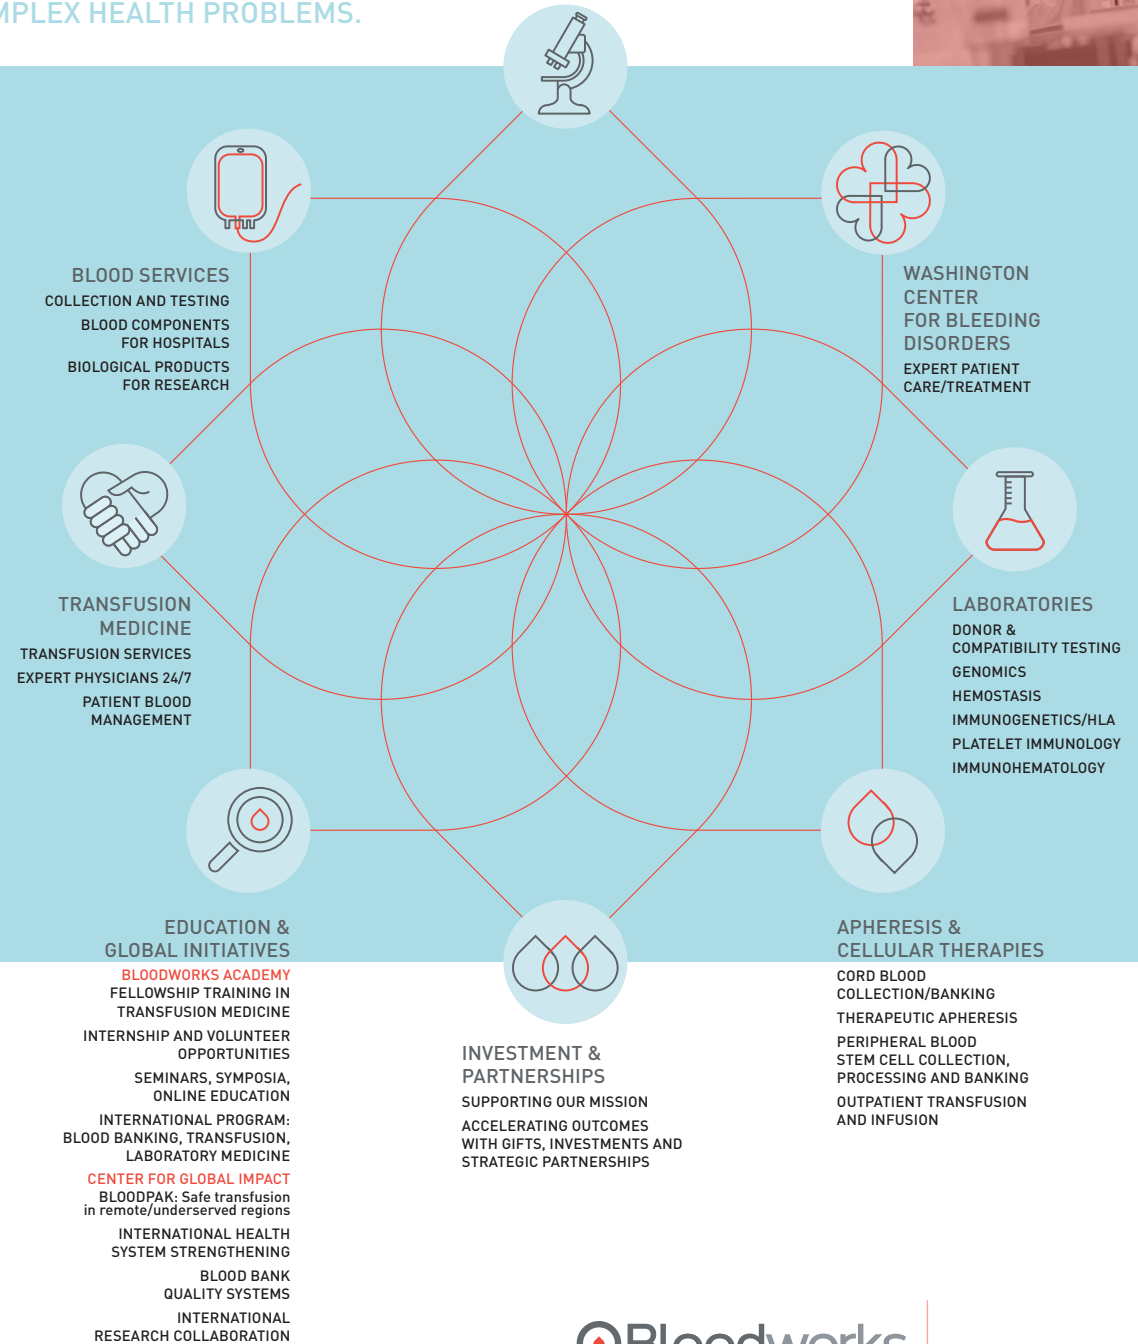 MPLEX HEALTH PROBLEMS.
BLOOD SERVICES
COLLECTION AND TESTING
BLOOD COMPONENTS
FOR HOSPITALS
BIOLOGICAL PRODUCTS
FOR RESEARCH
WASHINGTON
CENTER
FOR BLEEDING
DISORDERS
EXPERT PATIENT
CARE/TREATMENT
TRANSFUSION
MEDICINE
TRANSFUSION SERVICES
EXPERT PHYSICIANS 24/7
PATIENT BLOOD
MANAGEMENT
LABORATORIES
DONOR &
COMPATIBILITY TESTING
GENOMICS
HEMOSTASIS
IMMUNOGENETICS/HLA
PLATELET IMMUNOLOGY
IMMUNOHEMATOLOGY
EDUCATION &
GLOBAL INITIATIVES
BLOODWORKS ACADEMY
FELLOWSHIP TRAINING IN
TRANSFUSION MEDICINE
INTERNSHIP AND VOLUNTEER
OPPORTUNITIES
SEMINARS, SYMPOSIA,
ONLINE EDUCATION
INTERNATIONAL PROGRAM:
BLOOD BANKING, TRANSFUSION,
LABORATORY MEDICINE
CENTER FOR GLOBAL IMPACT
BLOODPAK: Safe transfusion
in remote/underserved regions
INTERNATIONAL HEALTH
SYSTEM STRENGTHENING
BLOOD BANK
QUALITY SYSTEMS
INTERNATIONAL
RESEARCH COLLABORATION
INVESTMENT &
PARTNERSHIPS
SUPPORTING OUR MISSION
ACCELERATING OUTCOMES
WITH GIFTS, INVESTMENTS AND
STRATEGIC PARTNERSHIPS
APHERESIS &
CELLULAR THERAPIES
CORD BLOOD
COLLECTION/BANKING
THERAPEUTIC APHERESIS
PERIPHERAL BLOOD
STEM CELL COLLECTION,
PROCESSING AND BANKING
OUTPATIENT TRANSFUSION
AND INFUSION
Bloodworks